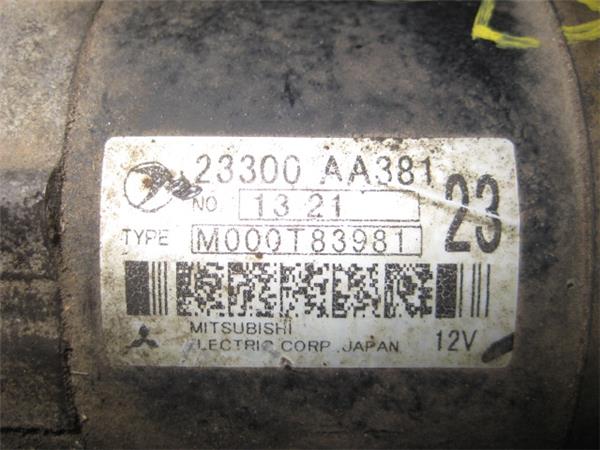 23300 AA381
NO. 13 21
23
TYPE M000T83981
MITSUBISHI
ELECTRIC CORP. JAPAN 12V